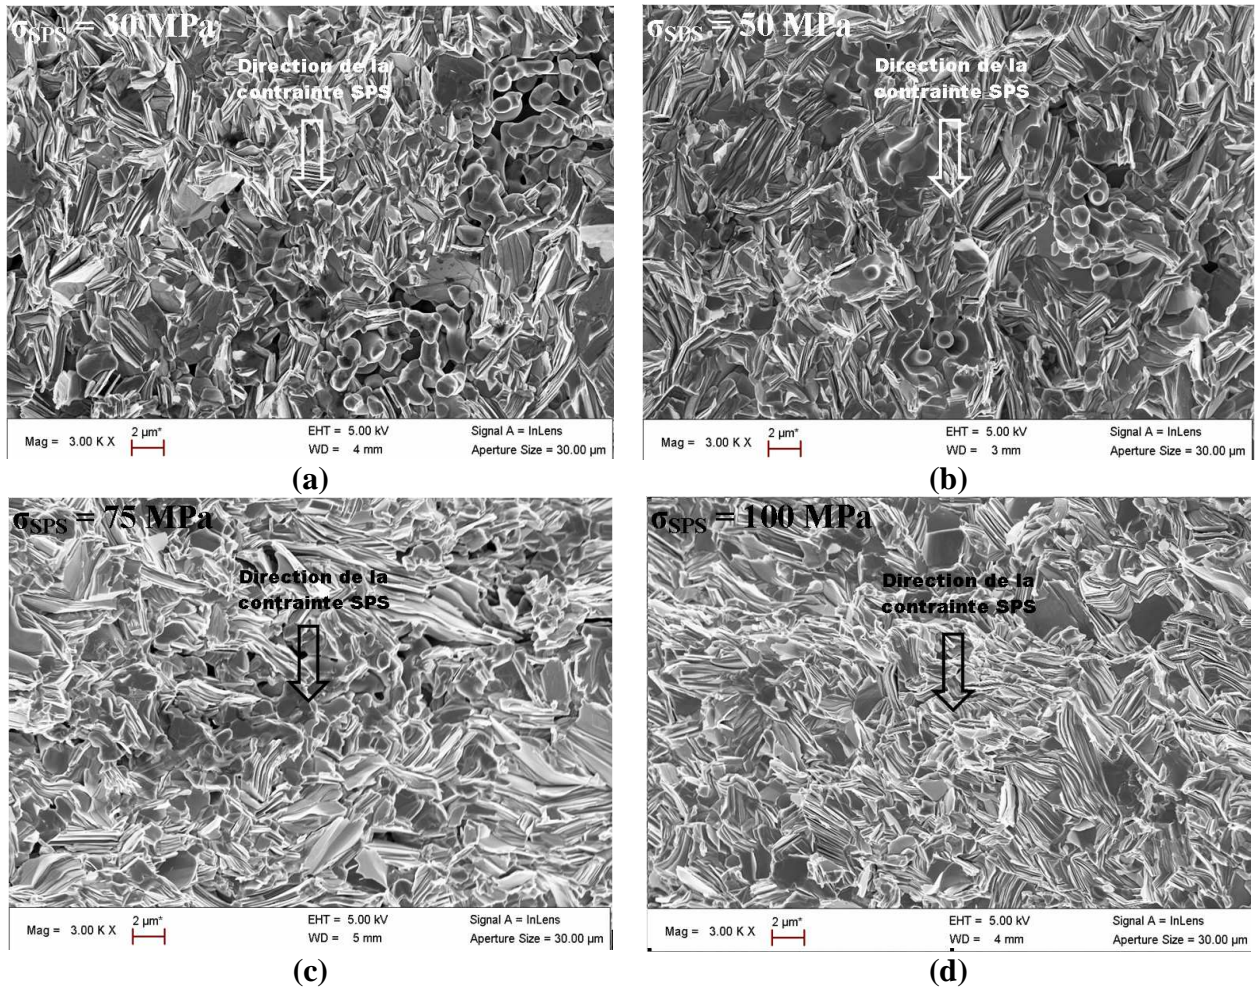 σSPS = 30 MPa
Direction de la
contrainte SPS
Mag = 3.00 K X
2 µm*
EHT = 5.00 kV
WD = 4 mm
Signal A = InLens
Aperture Size = 30.00 µm
(a)
σSPS = 50 MPa
Direction de la
contrainte SPS
Mag = 3.00 K X
2 µm*
EHT = 5.00 kV
WD = 3 mm
Signal A = InLens
Aperture Size = 30.00 µm
(b)
σSPS = 75 MPa
Direction de la
contrainte SPS
Mag = 3.00 K X
2 µm*
EHT = 5.00 kV
WD = 5 mm
Signal A = InLens
Aperture Size = 30.00 µm
(c)
σSPS = 100 MPa
Direction de la
contrainte SPS
Mag = 3.00 K X
2 µm*
EHT = 5.00 kV
WD = 4 mm
Signal A = InLens
Aperture Size = 30.00 µm
(d)